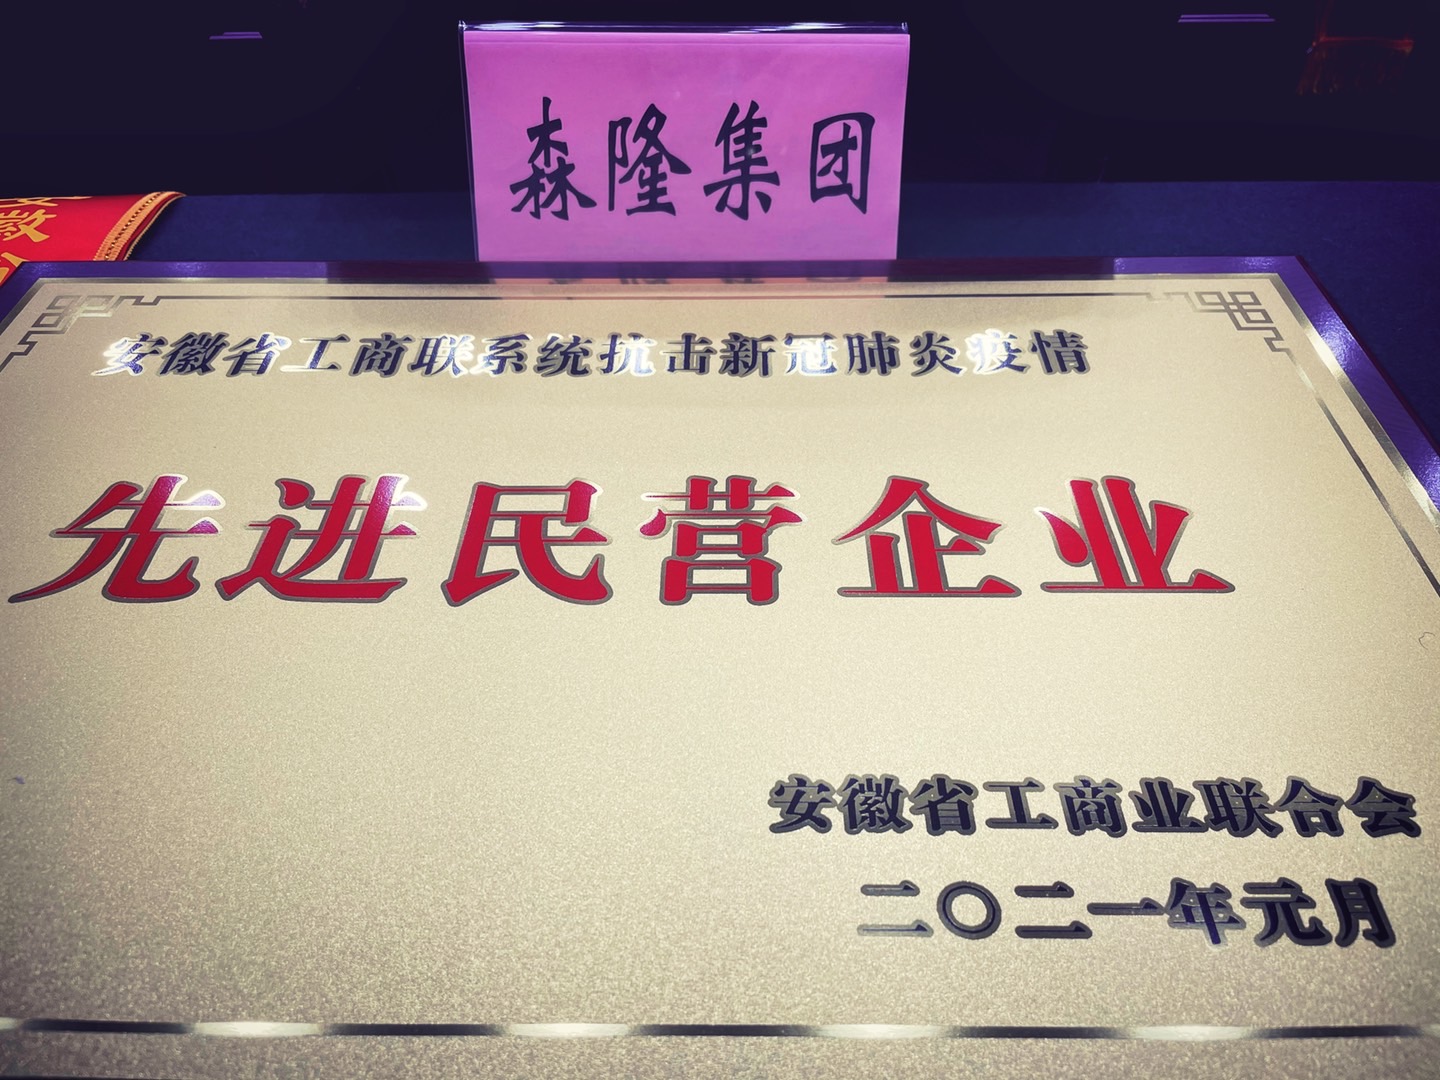 森隆集团
安徽省工商联系统抗击新冠肺炎疫情
先进民营企业
安徽省工商业联合会
二〇二一年元月